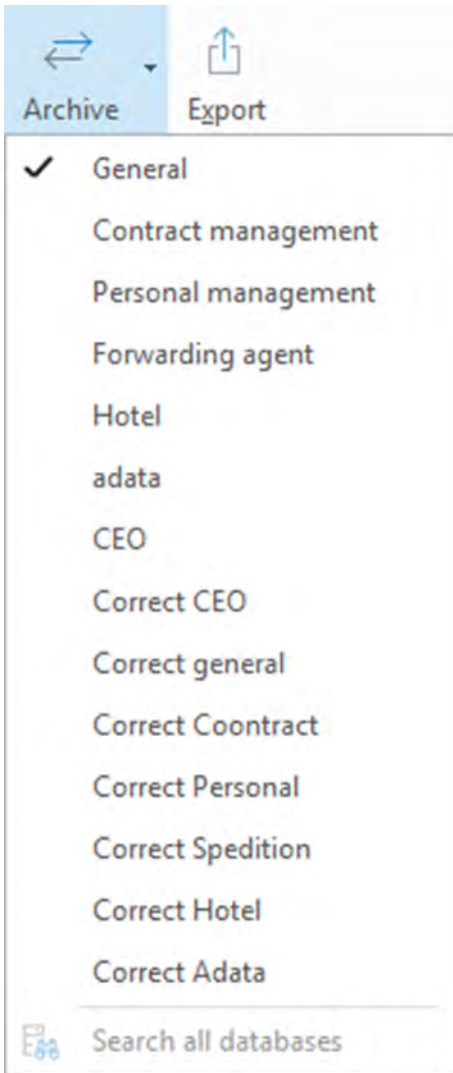 Archive Export
General
Contract management
Personal management
Forwarding agent
Hotel
adata
CEO
Correct CEO
Correct general
Correct Coontract
Correct Personal
Correct Spedition
Correct Hotel
Correct Adata
Search all databases